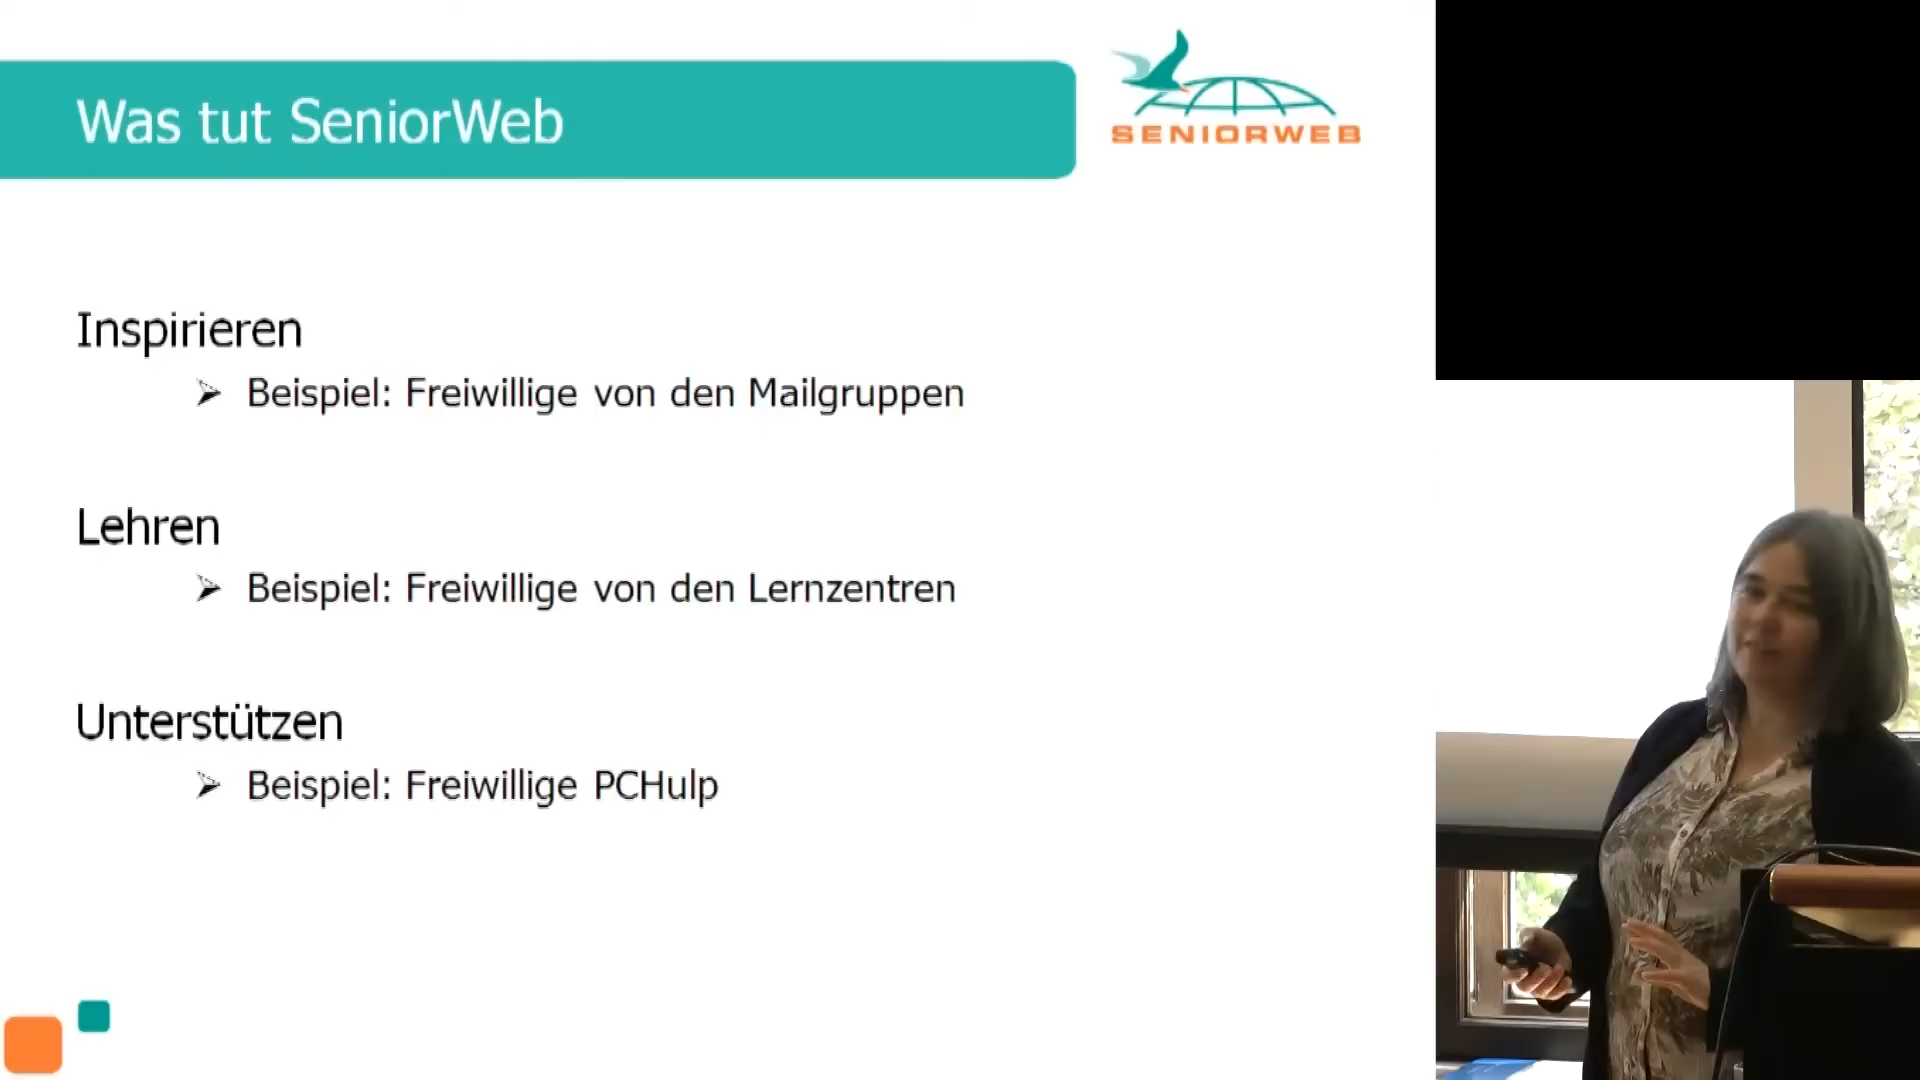 Was tut SeniorWeb
SENIORWEB
Inspirieren
➢ Beispiel: Freiwillige von den Mailgruppen
Lehren
➢ Beispiel: Freiwillige von den Lernzentren
Unterstützen
➢ Beispiel: Freiwillige PCHulp